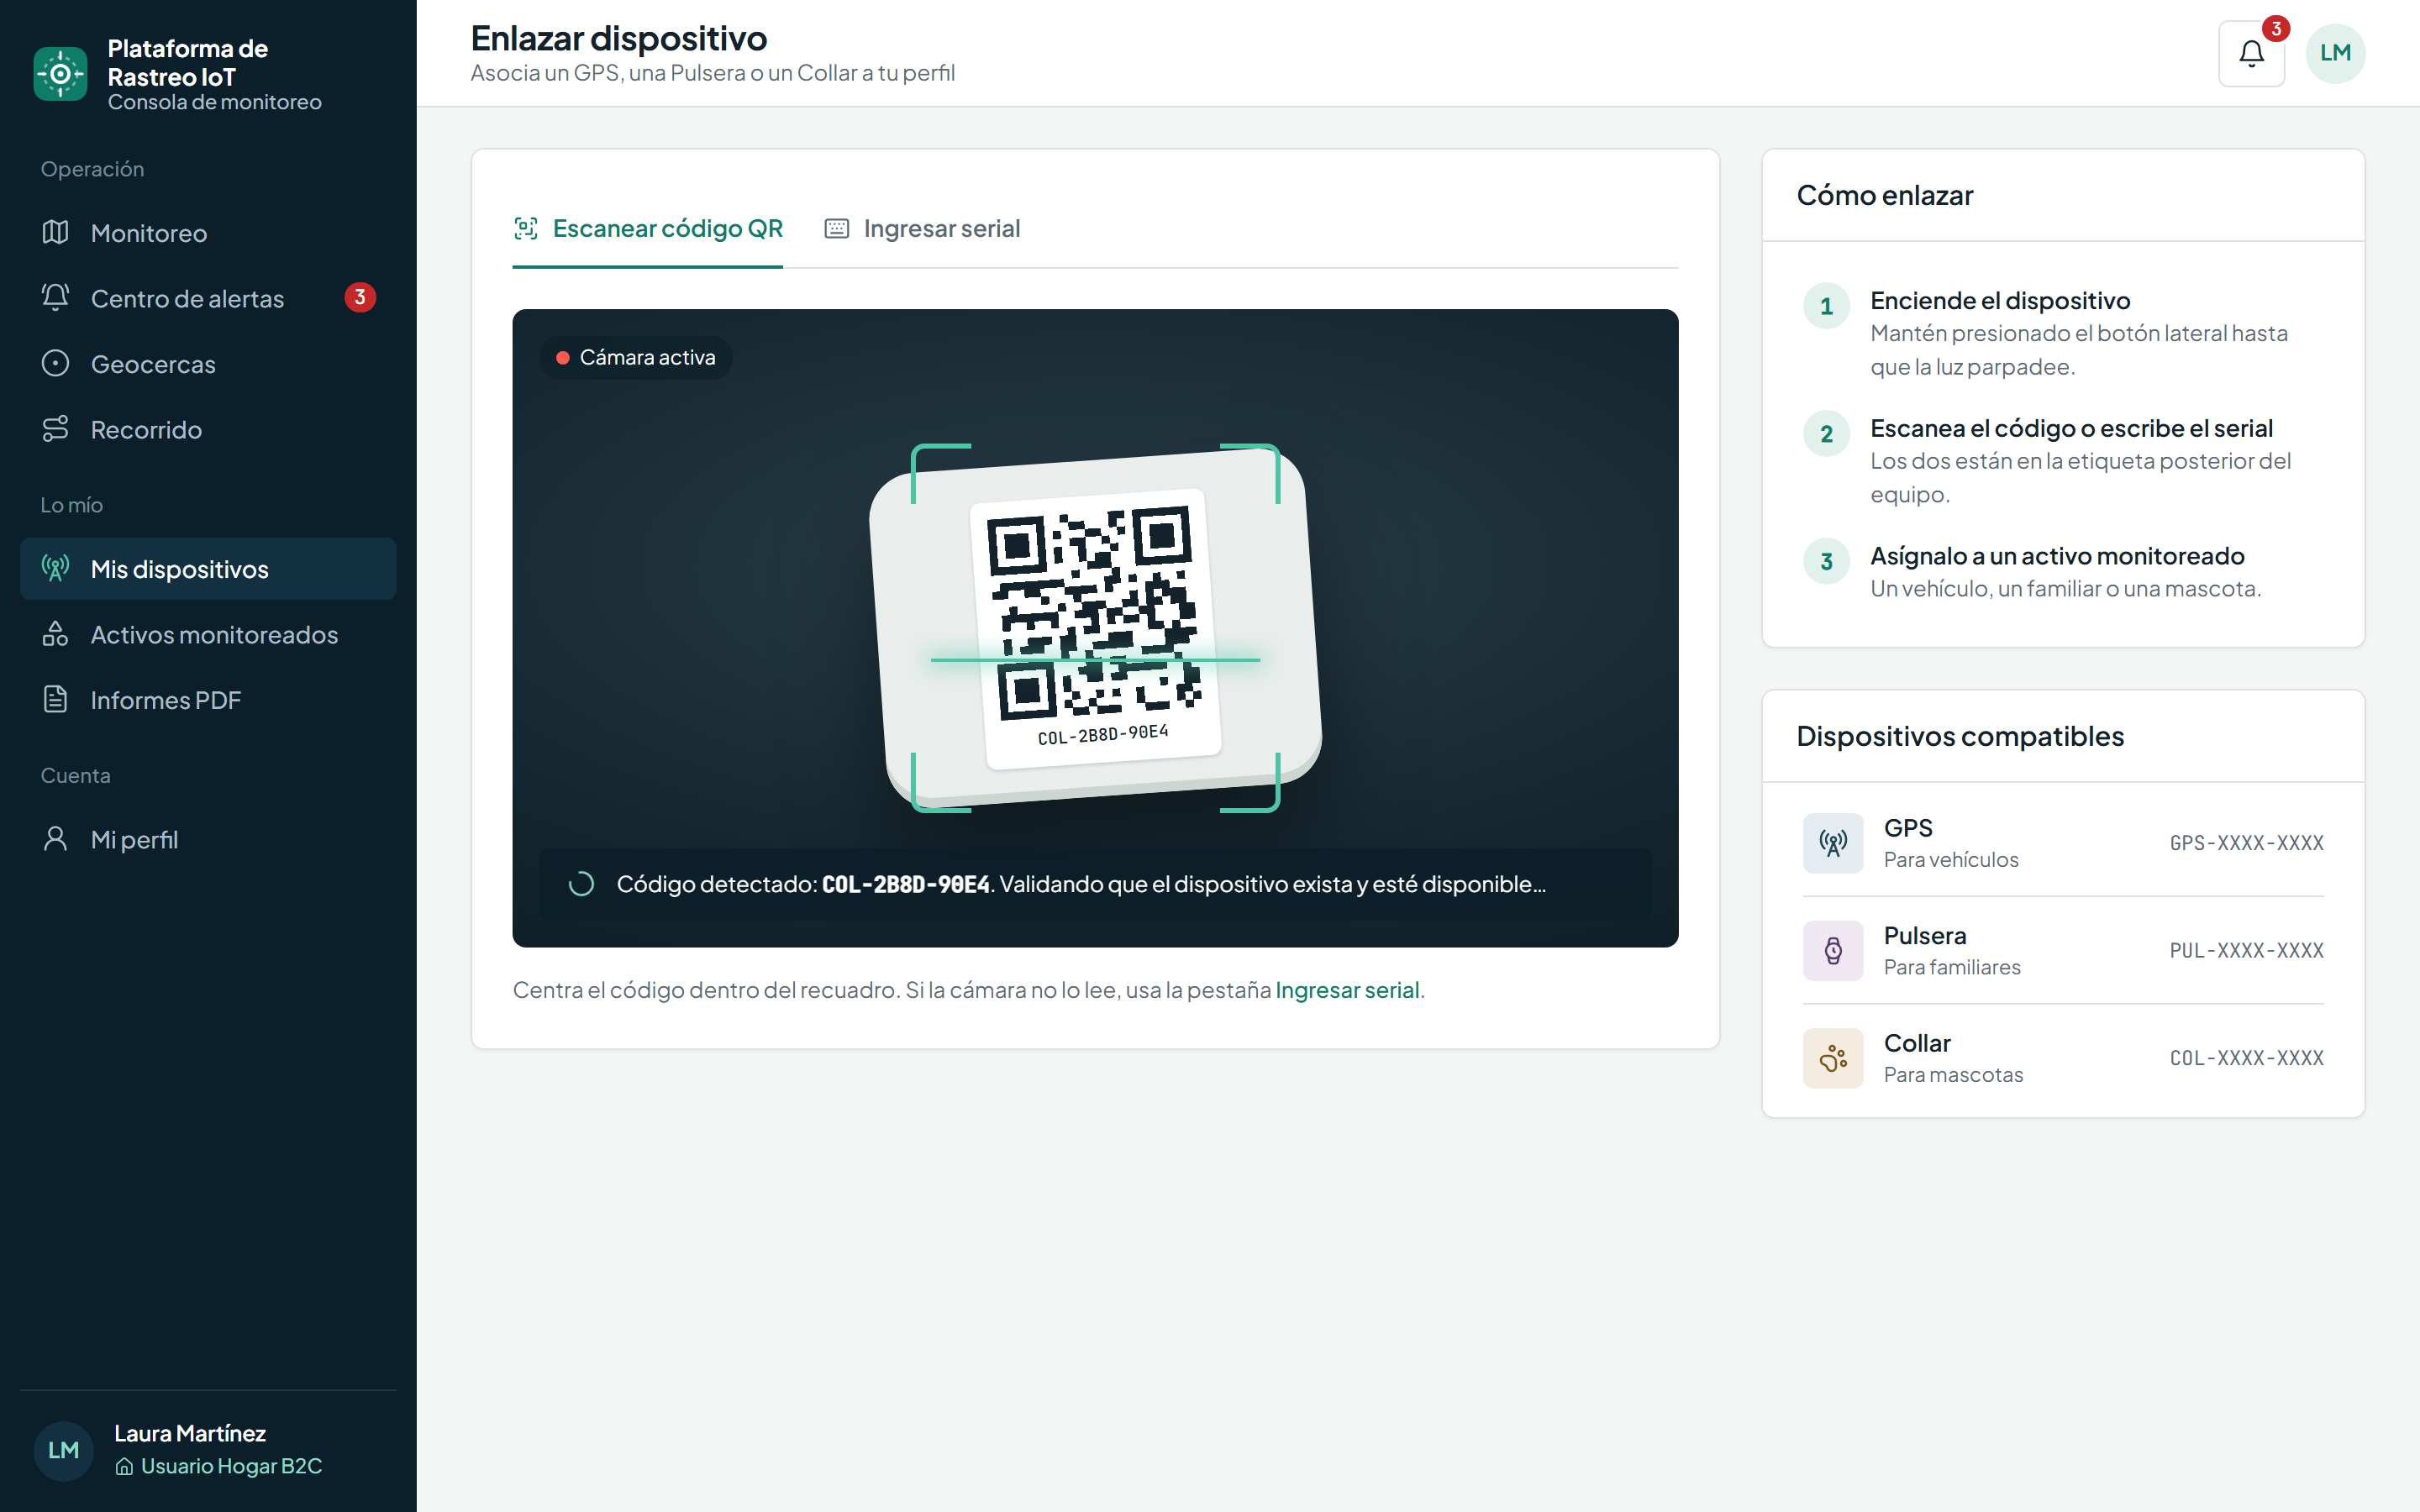 Plataforma de
Rastreo IoT
Consola de monitoreo
Operación
Monitoreo
Centro de alertas
3
Geocercas
Recorrido
Lo mío
Mis dispositivos
Activos monitoreados
Informes PDF
Cuenta
Mi perfil
LM
Laura Martínez
Usuario Hogar B2C
Enlazar dispositivo
Asocia un GPS, una Pulsera o un Collar a tu perfil
3
LM
Escanear código QR
Ingresar serial
Cámara activa
COL-2B8D-90E4
Código detectado: COL-2B8D-90E4. Validando que el dispositivo exista y esté disponible...
Centra el código dentro del recuadro. Si la cámara no lo lee, usa la pestaña Ingresar serial.
Cómo enlazar
1
Enciende el dispositivo
Mantén presionado el botón lateral hasta
que la luz parpadee.
2
Escanea el código o escribe el serial
Los dos están en la etiqueta posterior del
equipo.
3
Asígnalo a un activo monitoreado
Un vehículo, un familiar o una mascota.
Dispositivos compatibles
GPS
Para vehículos
GPS-XXXX-XXXX
Pulsera
Para familiares
PUL-XXXX-XXXX
Collar
Para mascotas
COL-XXXX-XXXX